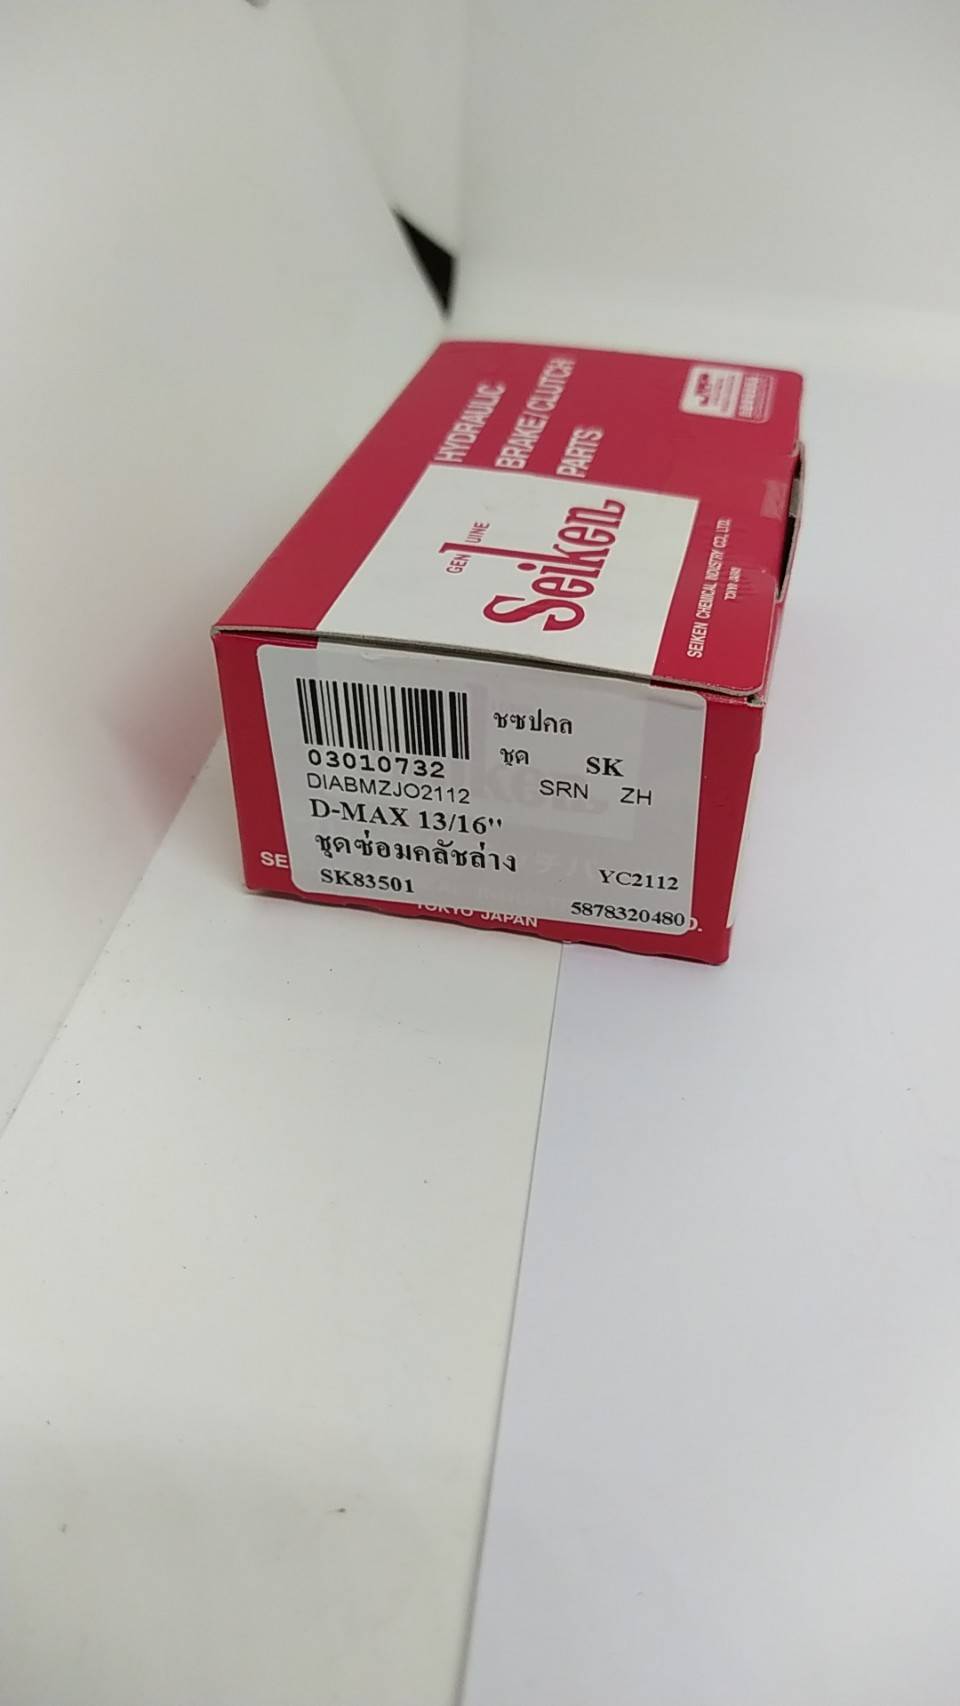 HYDRAULIC
BRAKE/CLUTCH
PARTS
GENUINE
Seiken
SEIKEN CHEMICAL INDUSTRY CO., LTD.
03010732
ชซปคล
ชุด SK
DIABMZJO2112 SRN ZH
D-MAX 13/16''
ชุดซ่อมคลัชล่าง
SK83501 YC2112
5878320480
SE
TOKYO JAPAN